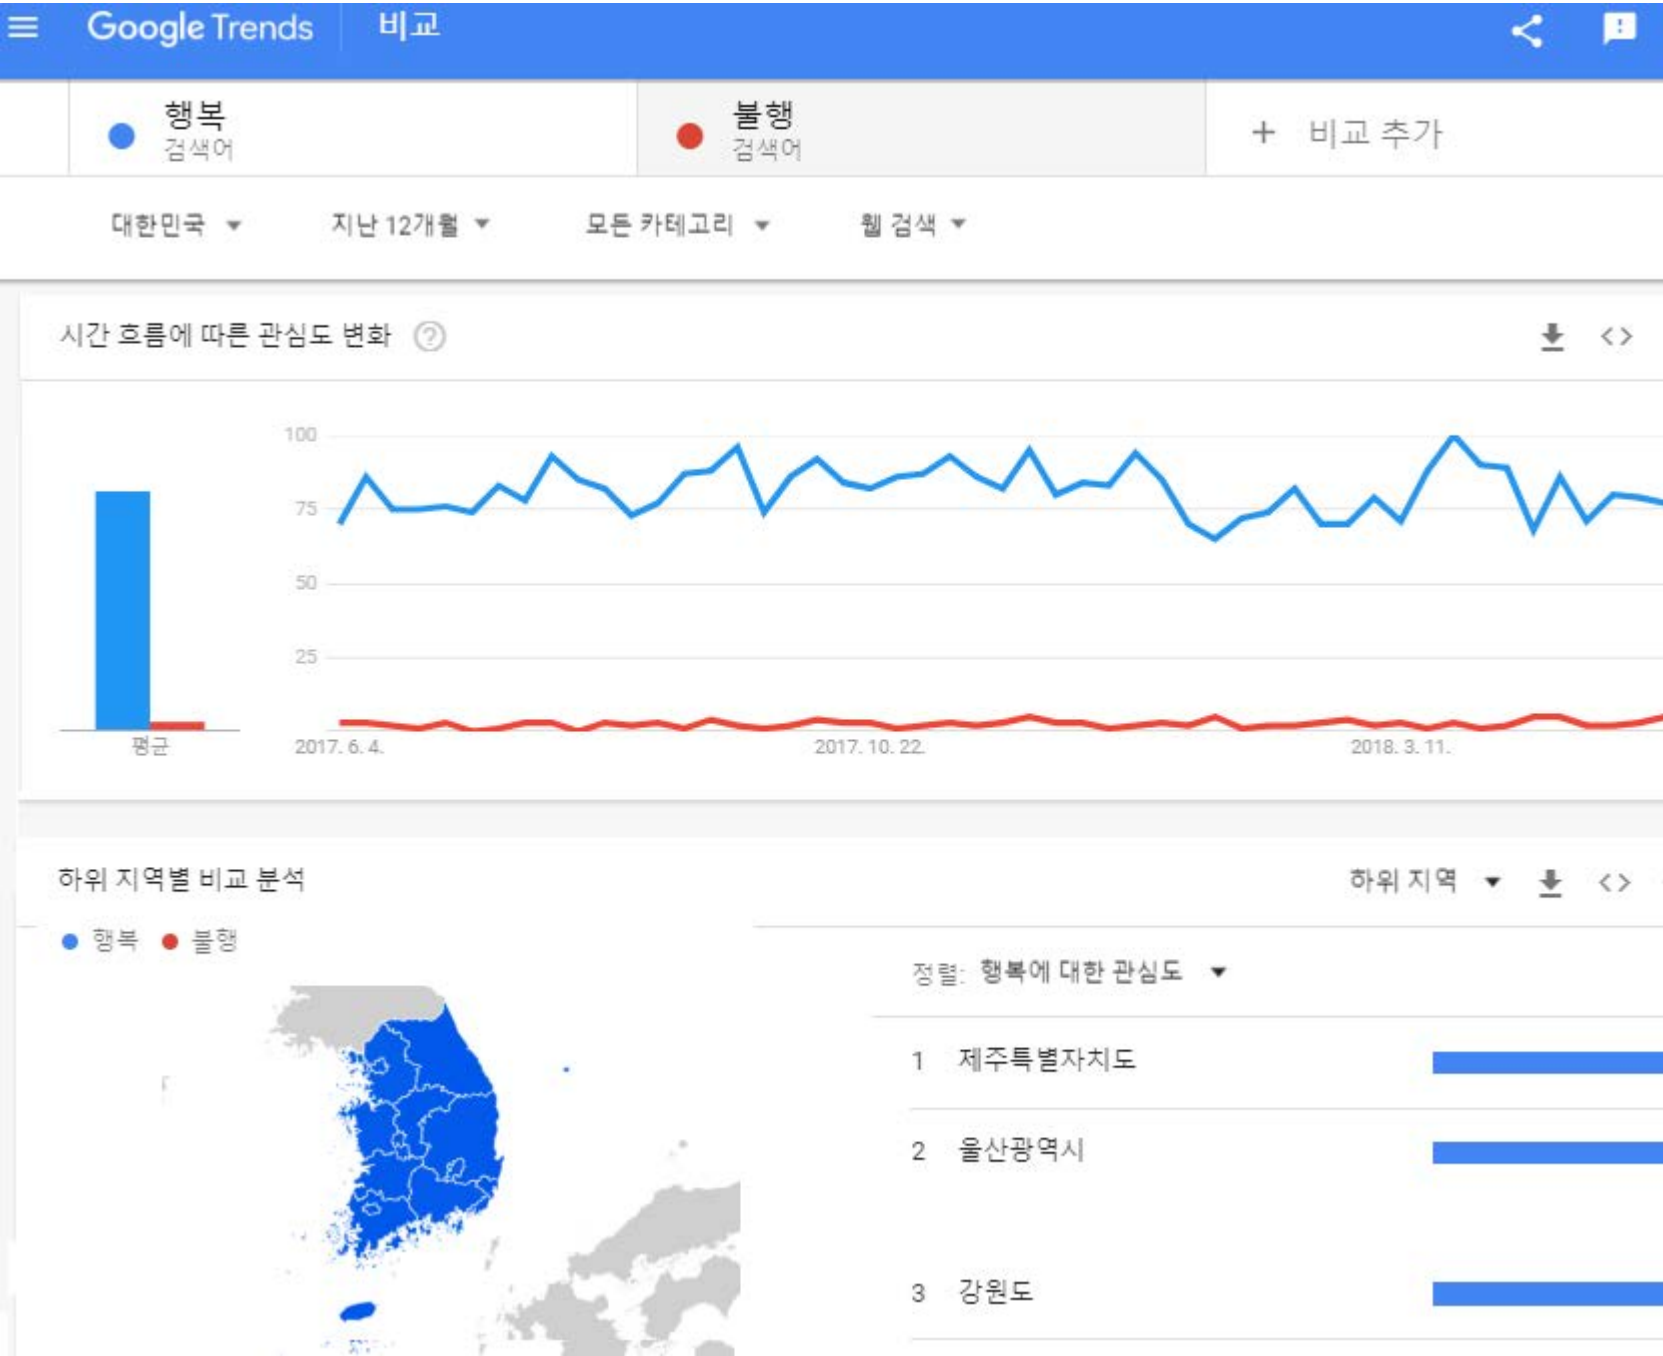 Google Trends 비교
행복
검색어
불행
검색어
+ 비교 추가
대한민국 지난 12개월 모든 카테고리 웹 검색
시간 흐름에 따른 관심도 변화 ?
100
75
50
25
평균 2017. 6. 4. 2017. 10. 22. 2018. 3. 11.
하위 지역별 비교 분석 하위 지역
행복 불행
정렬: 행복에 대한 관심도
1 제주특별자치도
2 울산광역시
3 강원도